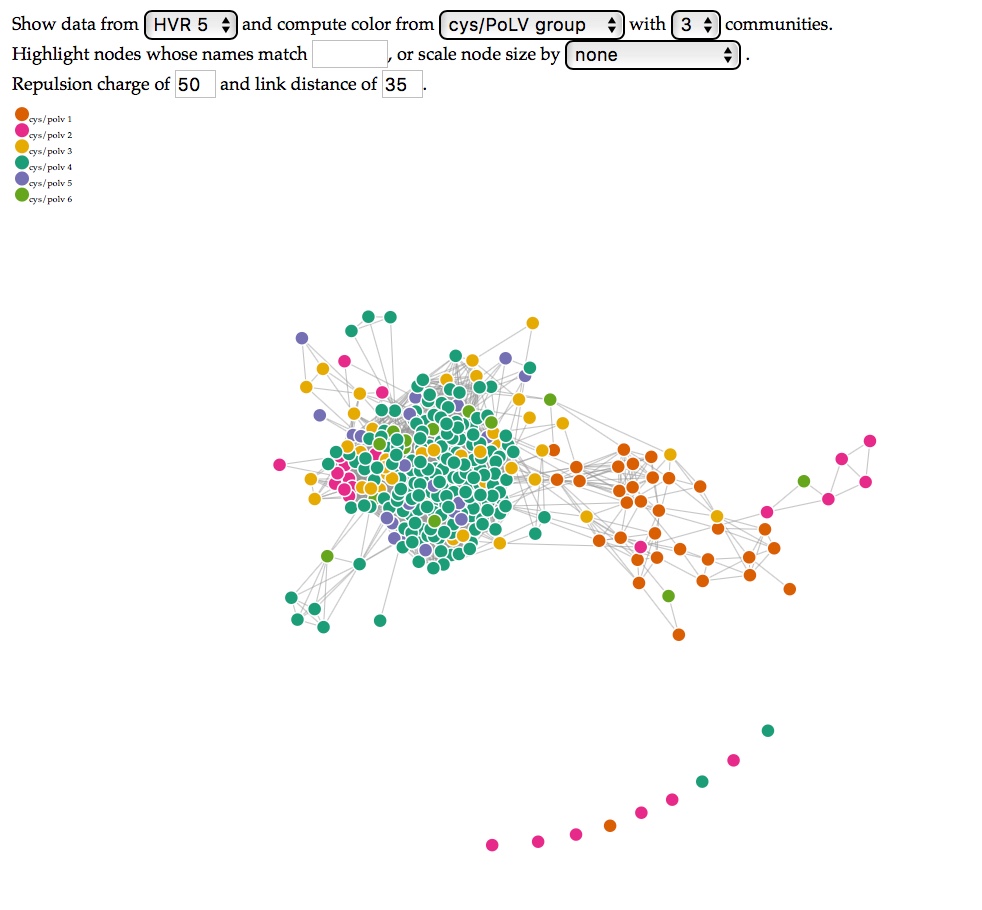 Show data from HVR 5 and compute color from cys/PoLV group with 3 communities.
Highlight nodes whose names match , or scale node size by none .
Repulsion charge of 50 and link distance of 35 .
cys/polv 1
cys/polv 2
cys/polv 3
cys/polv 4
cys/polv 5
cys/polv 6